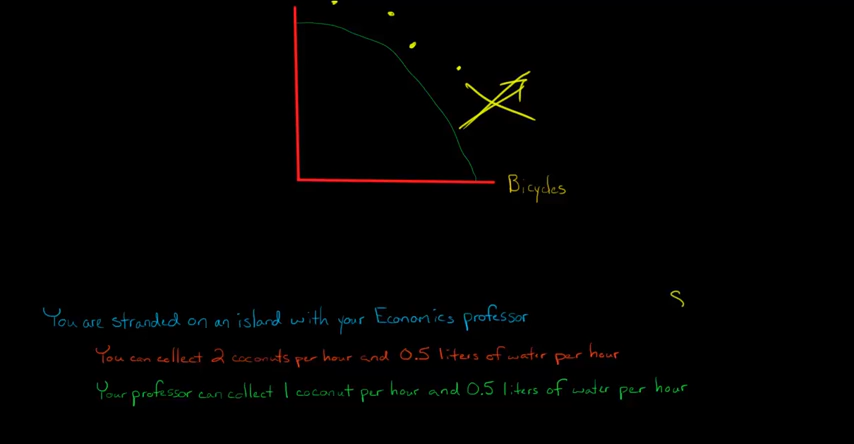 Bicycles
S
You are stranded on an island with your Economics professor
You can collect 2 coconuts per hour and 0.5 liters of water per hour
Your professor can collect 1 coconut per hour and 0.5 liters of water per hour